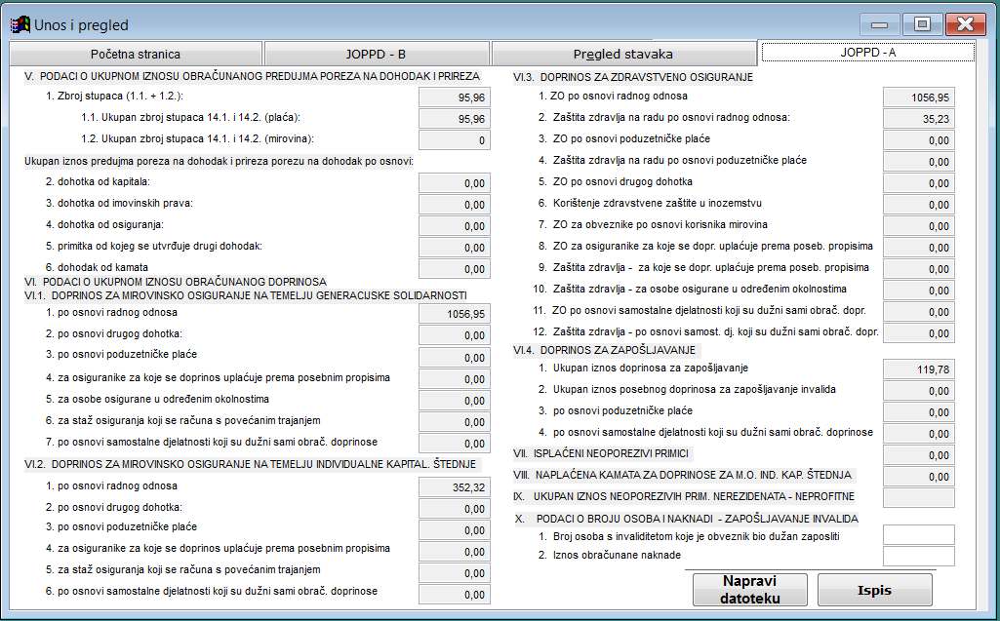 Unos i pregled
Početna stranica
JOPPD - B
Pregled stavaka
JOPPD - A
V. PODACI O UKUPNOM IZNOSU OBRAČUNANOG PREDUJMA POREZA NA DOHODAK I PRIREZA
1. Zbroj stupaca (1.1. + 1.2.): 95,96
1.1. Ukupan zbroj stupaca 14.1. i 14.2. (plaća): 95,96
1.2. Ukupan zbroj stupaca 14.1. i 14.2. (mirovina): 0
Ukupan iznos predujma poreza na dohodak i prireza porezu na dohodak po osnovi:
2. dohotka od kapitala: 0,00
3. dohotka od imovinskih prava: 0,00
4. dohotka od osiguranja: 0,00
5. primitka od kojeg se utvrđuje drugi dohodak: 0,00
6. dohodak od kamata 0,00
VI. PODACI O UKUPNOM IZNOSU OBRAČUNANOG DOPRINOSA
VI.1. DOPRINOS ZA MIROVINSKO OSIGURANJE NA TEMELJU GENERACIJSKE SOLIDARNOSTI
1. po osnovi radnog odnosa 1056,95
2. po osnovi drugog dohotka: 0,00
3. po osnovi poduzetničke plaće 0,00
4. za osiguranike za koje se doprinos uplaćuje prema posebnim propisima 0,00
5. za osobe osigurane u određenim okolnostima 0,00
6. za staž osiguranja koji se računa s povećanim trajanjem 0,00
7. po osnovi samostalne djelatnosti koji su dužni sami obrač. doprinose 0,00
VI.2. DOPRINOS ZA MIROVINSKO OSIGURANJE NA TEMELJU INDIVIDUALNE KAPITAL. ŠTEDNJE
1. po osnovi radnog odnosa 352,32
2. po osnovi drugog dohotka: 0,00
3. po osnovi poduzetničke plaće 0,00
4. za osiguranike za koje se doprinos uplaćuje prema posebnim propisima 0,00
5. za staž osiguranja koji se računa s povećanim trajanjem 0,00
6. po osnovi samostalne djelatnosti koji su dužni sami obrač. doprinose 0,00
VI.3. DOPRINOS ZA ZDRAVSTVENO OSIGURANJE
1. ZO po osnovi radnog odnosa 1056,95
2. Zaštita zdravlja na radu po osnovi radnog odnosa: 35,23
3. ZO po osnovi poduzetničke plaće 0,00
4. Zaštita zdravlja na radu po osnovi poduzetničke plaće 0,00
5. ZO po osnovi drugog dohotka 0,00
6. Korištenje zdravstvene zaštite u inozemstvu 0,00
7. ZO za obveznike po osnovi korisnika mirovina 0,00
8. ZO za osiguranike za koje se dopr. uplaćuje prema poseb. propisima 0,00
9. Zaštita zdravlja - za koje se dopr. uplaćuje prema poseb. propisima 0,00
10. Zaštita zdravlja - za osobe osigurane u određenim okolnostima 0,00
11. ZO po osnovi samostalne djelatnosti koji su dužni sami obrač. dopr. 0,00
12. Zaštita zdravlja - po osnovi samost. dj. koji su dužni sami obrač. dopr. 0,00
VI.4. DOPRINOS ZA ZAPOŠLJAVANJE
1. Ukupan iznos doprinosa za zapošljavanje 119,78
2. Ukupan iznos posebnog doprinosa za zapošljavanje invalida 0,00
3. po osnovi poduzetničke plaće 0,00
4. po osnovi samostalne djelatnosti koji su dužni sami obrač. doprinose 0,00
VII. ISPLAĆENI NEOPOREZIVI PRIMICI 0,00
VIII. NAPLAĆENA KAMATA ZA DOPRINOSE ZA M.O. IND. KAP. ŠTEDNJA 0,00
IX. UKUPAN IZNOS NEOPOREZIVIH PRIM. NEREZIDENATA - NEPROFITNE
X. PODACI O BROJU OSOBA I NAKNADI - ZAPOŠLJAVANJE INVALIDA
1. Broj osoba s invaliditetom koje je obveznik bio dužan zaposliti
2. Iznos obračunane naknade
Napravi
datoteku
Ispis